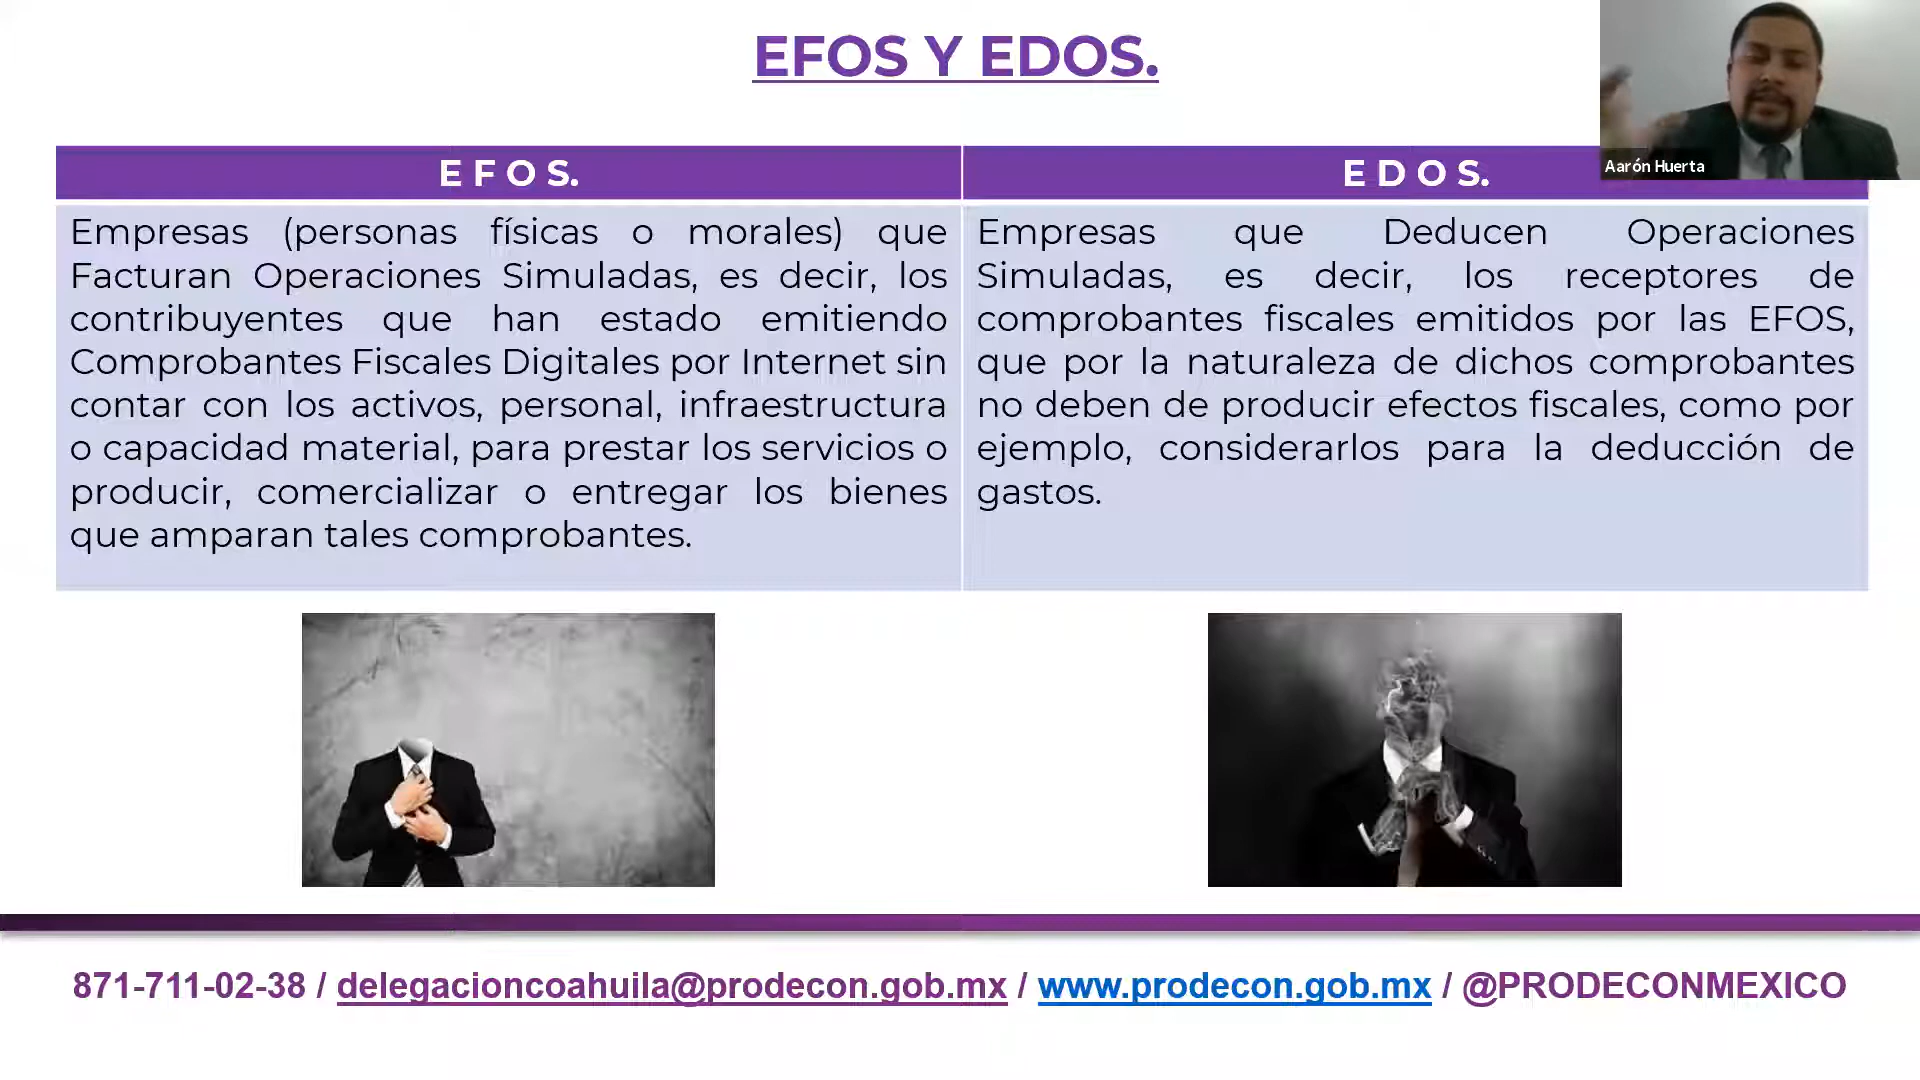 EFOS Y EDOS.
Aarón Huerta
E F O S.
Empresas (personas físicas o morales) que
Facturan Operaciones Simuladas, es decir, los
contribuyentes que han estado emitiendo
Comprobantes Fiscales Digitales por Internet sin
contar con los activos, personal, infraestructura
o capacidad material, para prestar los servicios o
producir, comercializar o entregar los bienes
que amparan tales comprobantes.
E D O S.
Empresas que Deducen Operaciones
Simuladas, es decir, los receptores de
comprobantes fiscales emitidos por las EFOS,
que por la naturaleza de dichos comprobantes
no deben de producir efectos fiscales, como por
ejemplo, considerarlos para la deducción de
gastos.
871-711-02-38 / delegacioncoahuila@prodecon.gob.mx / www.prodecon.gob.mx / @PRODECONMEXICO